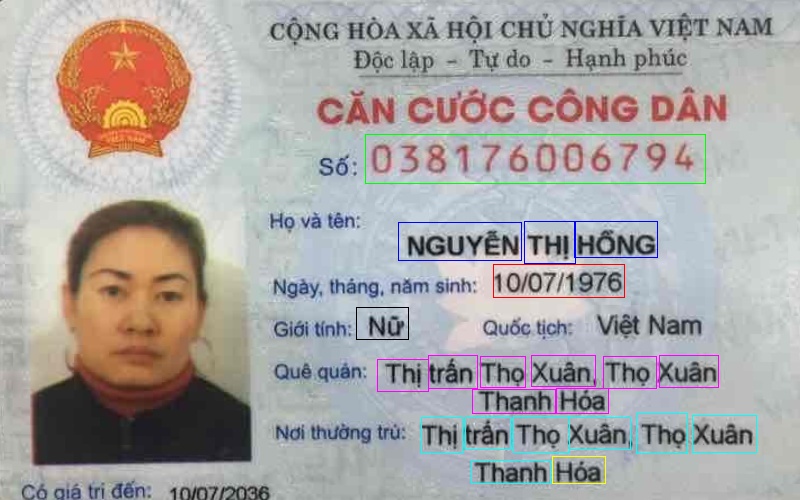 CỘNG HÒA XÃ HỘI CHỦ NGHĨA VIỆT NAM
Độc lập - Tự do - Hạnh phúc
CĂN CƯỚC CÔNG DÂN
Số: 038176006794
Họ và tên:
NGUYỄN THỊ HỒNG
Ngày, tháng, năm sinh: 10/07/1976
Giới tính: Nữ Quốc tịch: Việt Nam
Quê quán: Thị trấn Thọ Xuân, Thọ Xuân
Thanh Hóa
Nơi thường trú: Thị trấn Thọ Xuân, Thọ Xuân
Thanh Hóa
Có giá trị đến: 10/07/2036